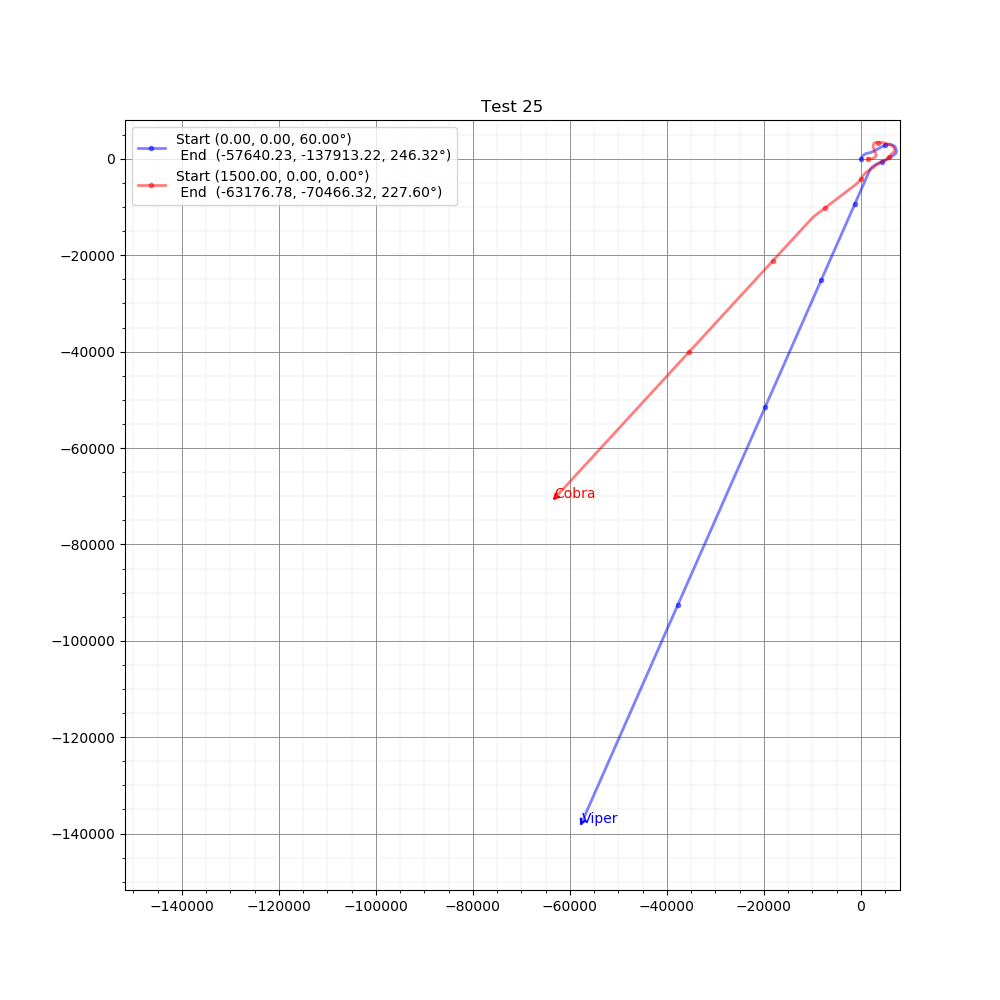 Test 25
Start (0.00, 0.00, 60.00°)
End (-57640.23, -137913.22, 246.32°)
Start (1500.00, 0.00, 0.00°)
End (-63176.78, -70466.32, 227.60°)
0
−20000
−40000
−60000
−80000
−100000
−120000
−140000
Cobra
Viper
−140000 −120000 −100000 −80000 −60000 −40000 −20000 0